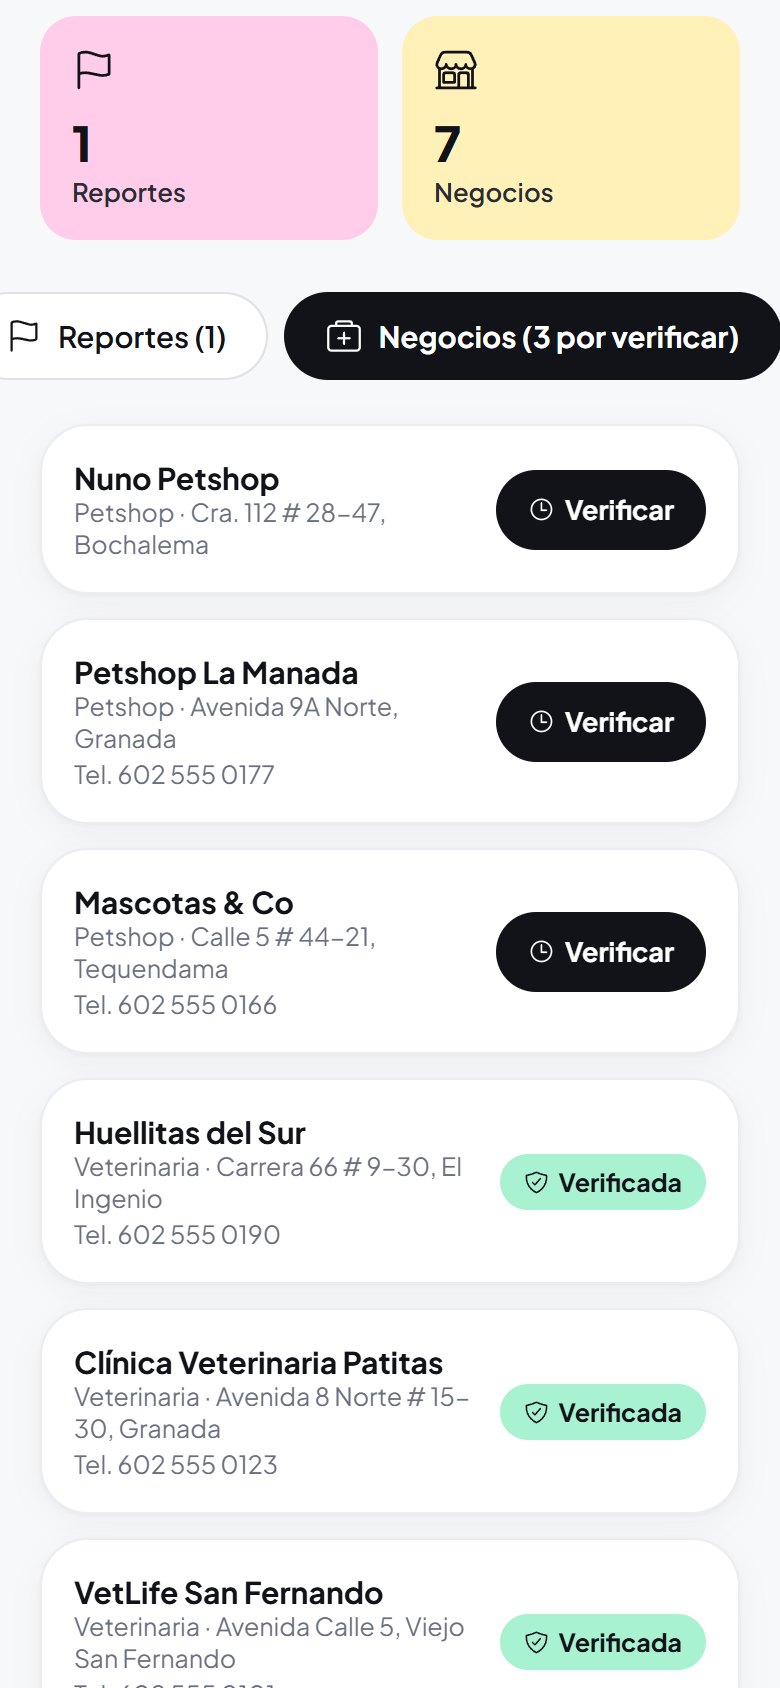 1
Reportes
7
Negocios
Reportes (1)
Negocios (3 por verificar)
Nuno Petshop
Petshop · Cra. 112 # 28–47,
Bochalema
Verificar
Petshop La Manada
Petshop · Avenida 9A Norte,
Granada
Tel. 602 555 0177
Verificar
Mascotas & Co
Petshop · Calle 5 # 44–21,
Tequendama
Tel. 602 555 0166
Verificar
Huellitas del Sur
Veterinaria · Carrera 66 # 9–30, El
Ingenio
Tel. 602 555 0190
Verificada
Clínica Veterinaria Patitas
Veterinaria · Avenida 8 Norte # 15–
30, Granada
Tel. 602 555 0123
Verificada
VetLife San Fernando
Veterinaria · Avenida Calle 5, Viejo
San Fernando
Verificada